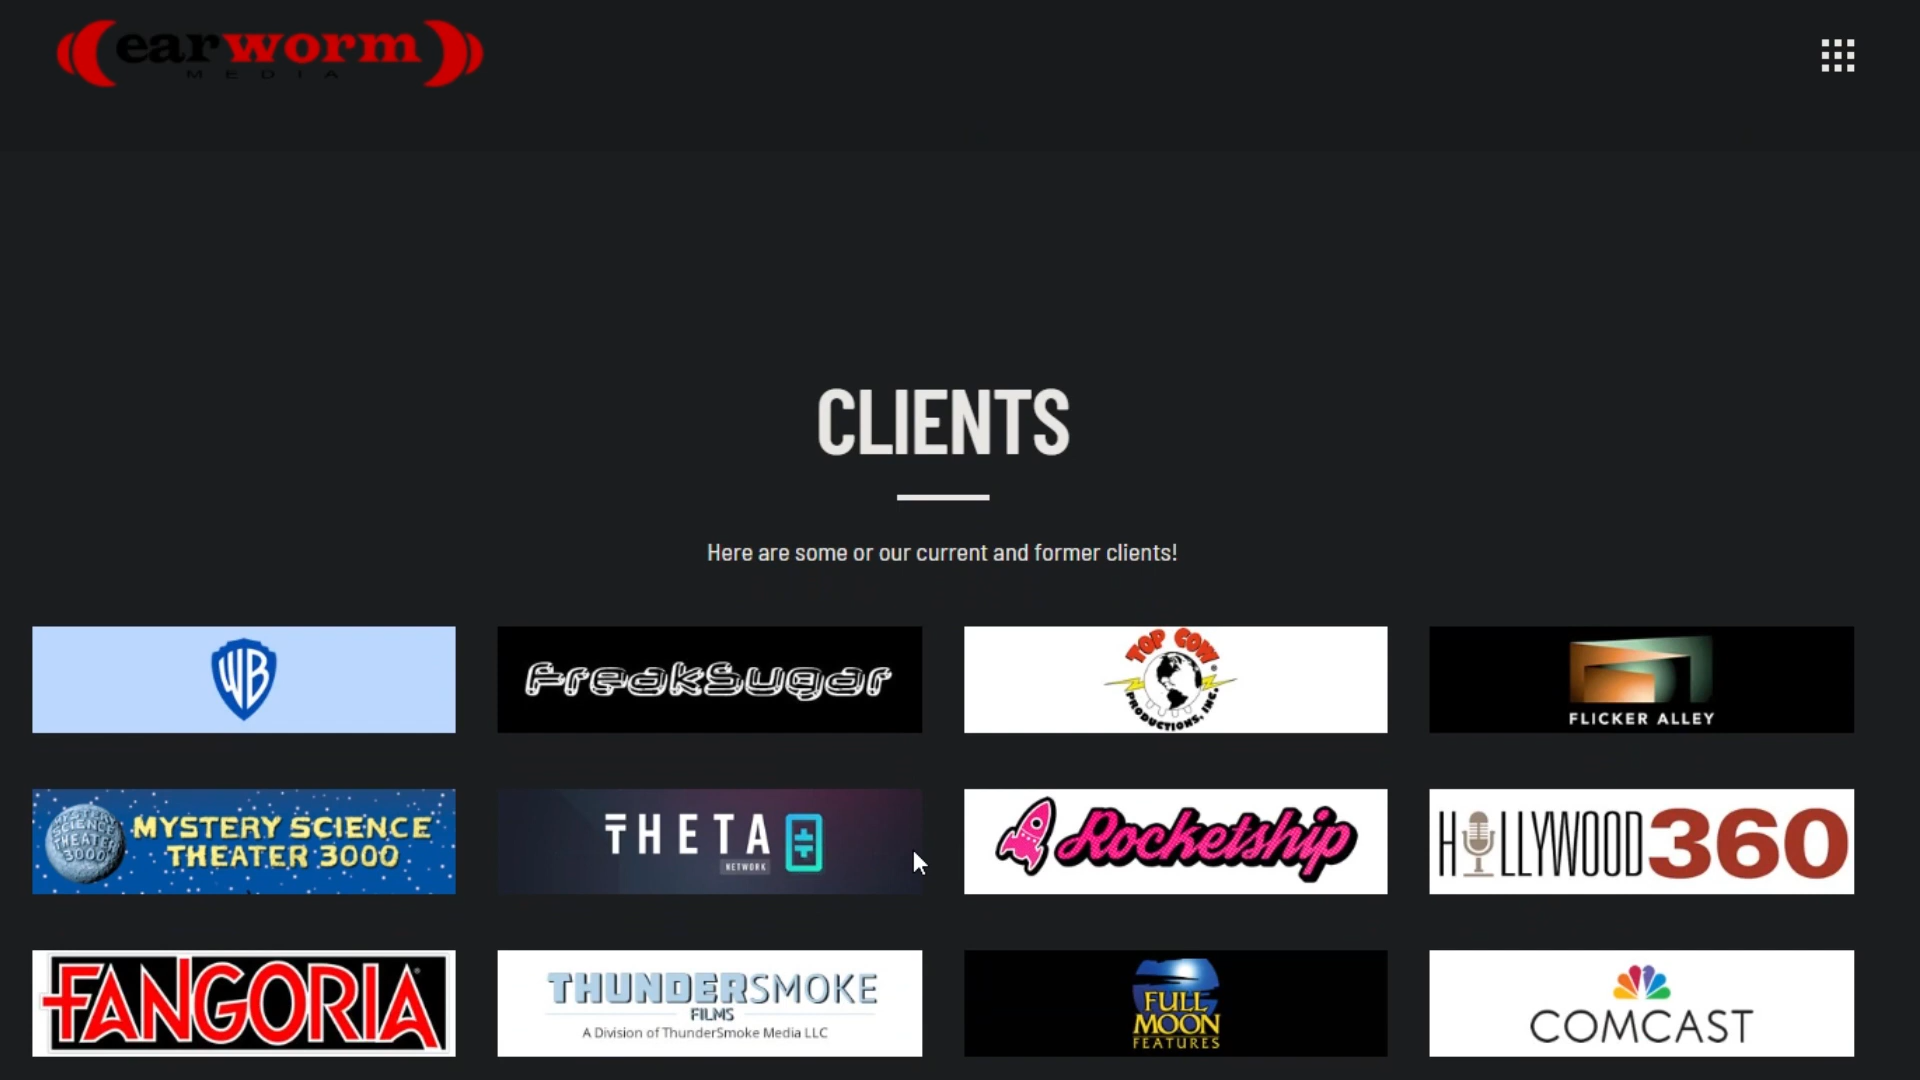 earworm
MEDIA
CLIENTS
Here are some or our current and former clients!
WB
FreakSugar
TOP COW
PRODUCTIONS, INC.
FLICKER ALLEY
MYSTERY SCIENCE THEATER 3000
MYSTERY SCIENCE
THEATER 3000
THETA
NETWORK
Rocketship
HOLLYWOOD360
FANGORIA
THUNDERSMOKE
FILMS
A Division of ThunderSmoke Media LLC
FULL
MOON
FEATURES
COMCAST